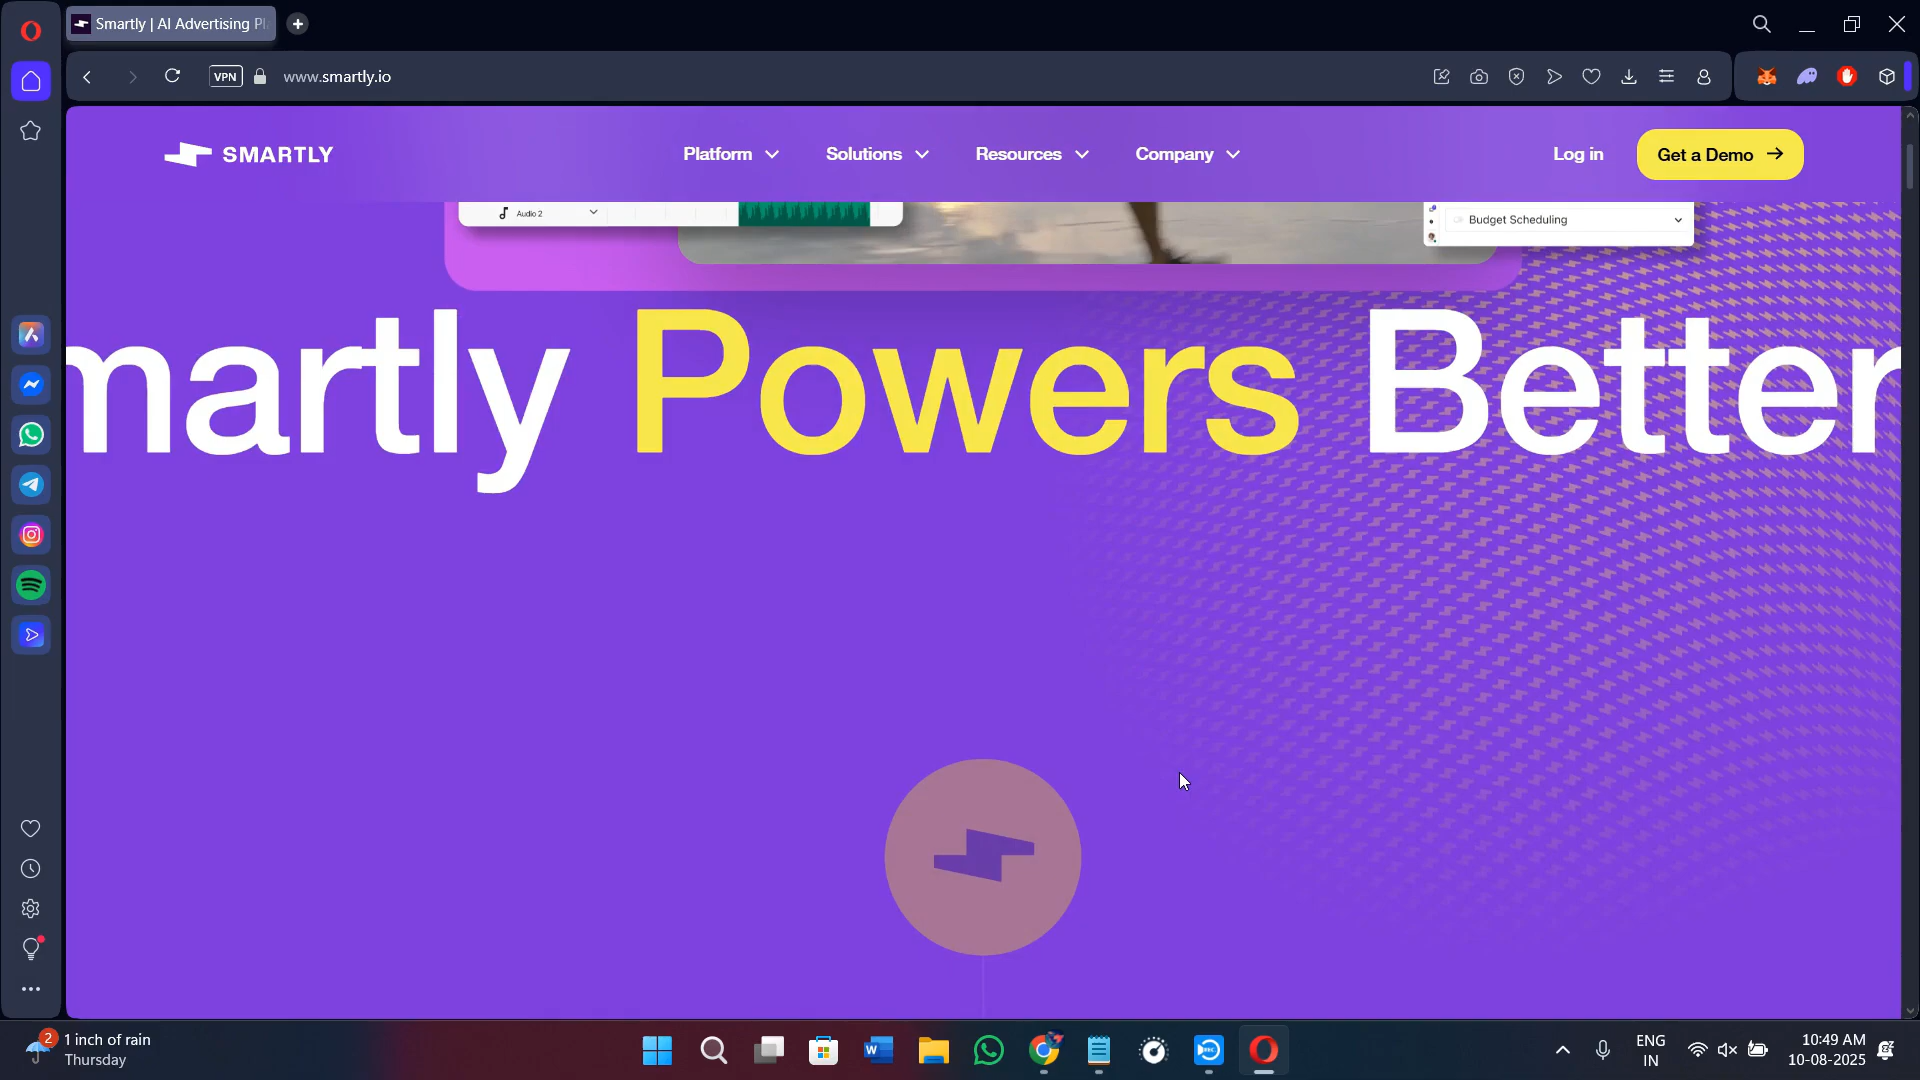 Smartly | AI Advertising Pl
VPN
www.smartly.io
SMARTLY
Platform
Solutions
Resources
Company
Log in
Get a Demo
Audio 2
Budget Scheduling
martly Powers Better
2
1 inch of rain
Thursday
ENG
IN
10:49 AM
10-08-2025